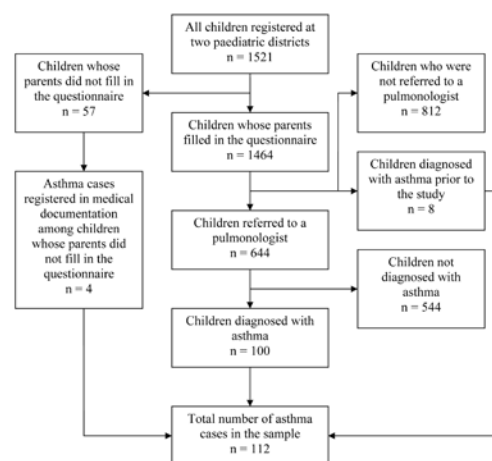 All children registered at
two paediatric districts
n = 1521
Children whose
parents did not fill in
the questionnaire
n = 57
Children who were
not referred to a
pulmonologist
n = 812
Children whose parents
filled in the questionnaire
n = 1464
Asthma cases
registered in medical
documentation
among children
whose parents did
not fill in the
questionnaire
n = 4
Children diagnosed
with asthma prior to
the study
n = 8
Children referred to a
pulmonologist
n = 644
Children not
diagnosed with
asthma
n = 544
Children diagnosed with
asthma
n = 100
Total number of asthma
cases in the sample
n = 112